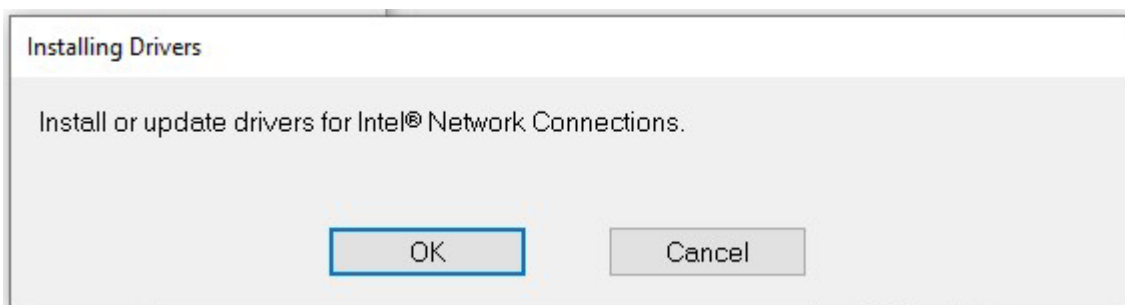 Installing Drivers
Install or update drivers for Intel® Network Connections.
OK Cancel